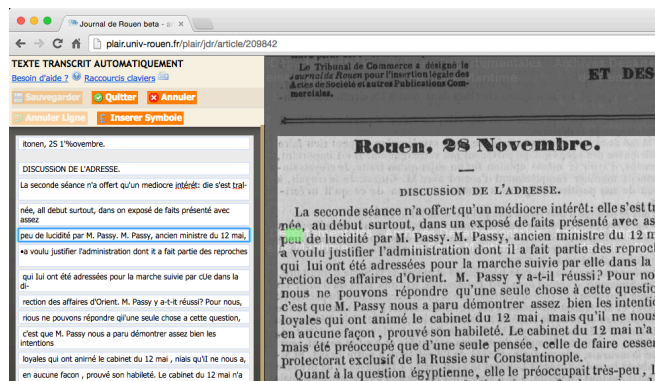 Journal de Rouen beta - ar
plair.univ-rouen.fr/plair/jdr/article/209842
TEXTE TRANSCRIT AUTOMATIQUEMENT
Besoin d'aide ? Raccourcis claviers
Sauvegarder Quitter Annuler
Annuler Ligne Inserer Symbole
itonen, 2S 1'%ovembre.
DISCUSSiON DE L'ADRESSE.
La seconde séance n'a offert qu'un mediocre intérét: die s'est tral-
née, all debut surtout, dans on exposé de faits présenté avec
assez
peu de lucidité par M. Passy. M. Passy, ancien ministre du 12 mai,
•a voulu justifier l'administration dont it a fait partie des reproches
qui lui ont été adressées pour la marche suivie par cUe dans la
di-
rection des affaires d'Orient. M. Passy y a-t-it réussi? Pour nous,
rious ne pouvons répondre qii'une seule chose a cette question,
c'est que M. Passy nous a paru démontrer assez bien les
intentions
loyales qui ont anirné le cabinet du 12 mai , niais qu'iI ne nous a,
en aucune facon , prouvé son habileté. Le cabinet du 12 mai n'a
Le Tribunal de Commerce a désigné le
Journal de Rouen pour l'insertion légale des
Actes de Société et autres Publications Com-
merciales.
ET DES
Rouen, 28 Novembre.
DISCUSSION DE L'ADRESSE.
La seconde séance n'a offert qu'un médiocre intérêt: elle s'est tr
née, au début surtout, dans un exposé de faits présenté avec as
peu de lucidité par M. Passy. M. Passy, ancien ministre du 12 m
a voulu justifier l'administration dont il a fait partie des reproc
qui lui ont été adressées pour la marche suivie par elle dans la
rection des affaires d'Orient. M. Passy y a-t-il réussi? Pour no
nous ne pouvons répondre qu'une seule chose à cette questio
c'est que M. Passy nous a paru démontrer assez bien les intenti
loyales qui ont animé le cabinet du 12 mai, mais qu'il ne nous
en aucune façon, prouvé son habileté. Le cabinet du 12 mai n'a
mais été préoccupé que d'une seule pensée, celle de faire cesser
protectorat exclusif de la Russie sur Constantinople.
Quant à la question égyptienne, elle le préoccupait très-peu, l